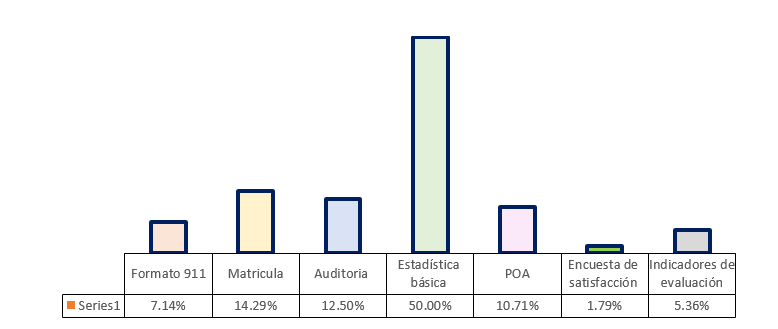 Formato 911 Matricula Auditoria Estadística básica POA Encuesta de satisfacción Indicadores de evaluación
Series1 7.14% 14.29% 12.50% 50.00% 10.71% 1.79% 5.36%